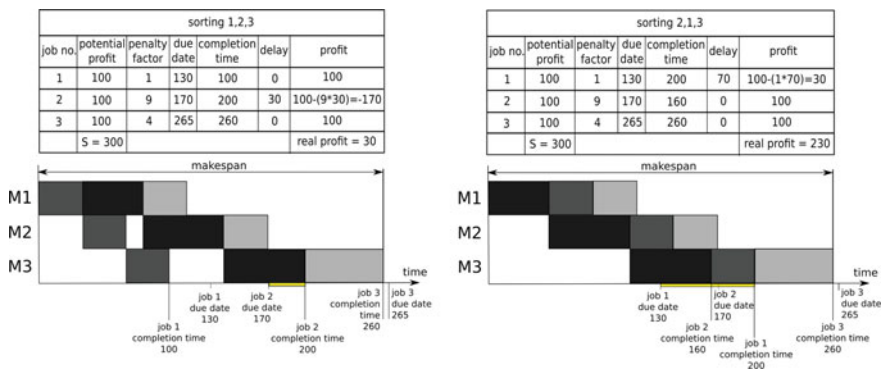 sorting 1,2,3
job no. potential profit penalty factor due date completion time delay profit
1 100 1 130 100 0 100
2 100 9 170 200 30 100-(9*30)=-170
3 100 4 265 260 0 100
S = 300 real profit = 30
makespan
M1
M2
M3
time
job 1 due date 130
job 2 due date 170
job 3 completion time 260
job 3 due date 265
job 1 completion time 100
job 2 completion time 200
sorting 2,1,3
job no. potential profit penalty factor due date completion time delay profit
1 100 1 130 200 70 100-(1*70)=30
2 100 9 170 160 0 100
3 100 4 265 260 0 100
S = 300 real profit = 230
makespan
M1
M2
M3
time
job 1 due date 130
job 2 due date 170
job 3 due date 265
job 2 completion time 160
job 1 completion time 200
job 3 completion time 260